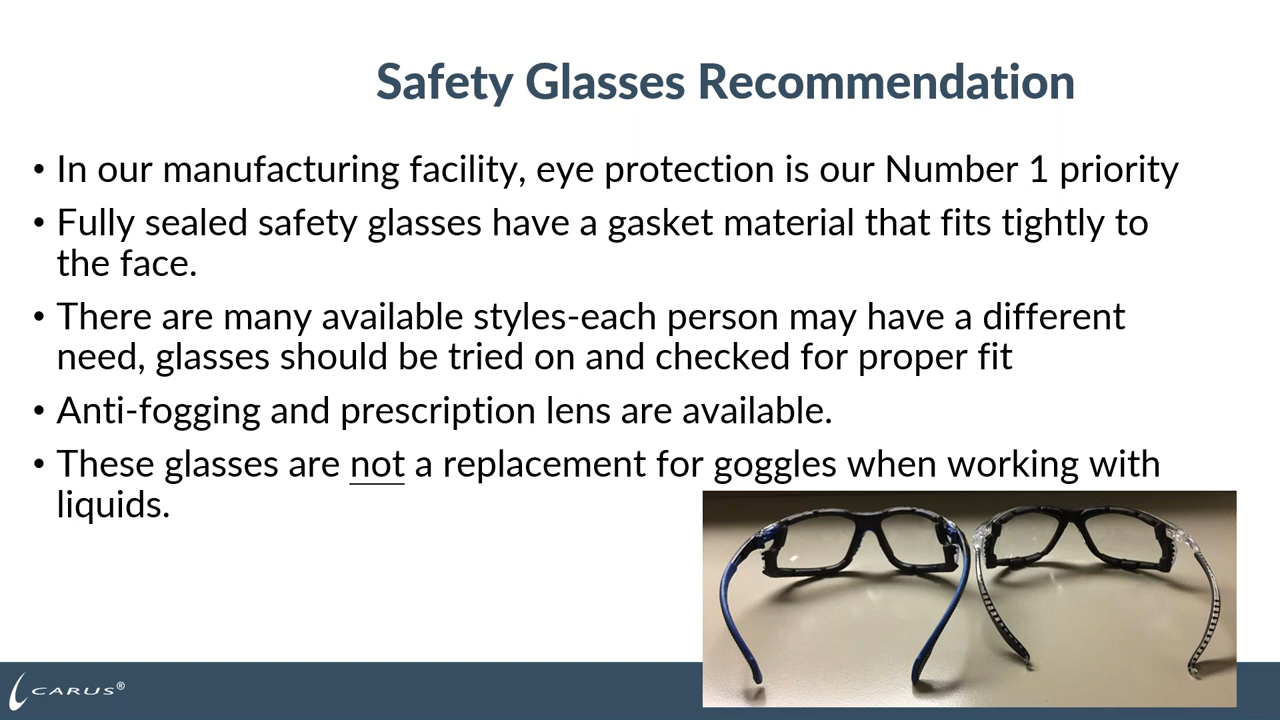 Safety Glasses Recommendation
• In our manufacturing facility, eye protection is our Number 1 priority
• Fully sealed safety glasses have a gasket material that fits tightly to
the face.
• There are many available styles-each person may have a different
need, glasses should be tried on and checked for proper fit
• Anti-fogging and prescription lens are available.
• These glasses are not a replacement for goggles when working with
liquids.
CARUS®